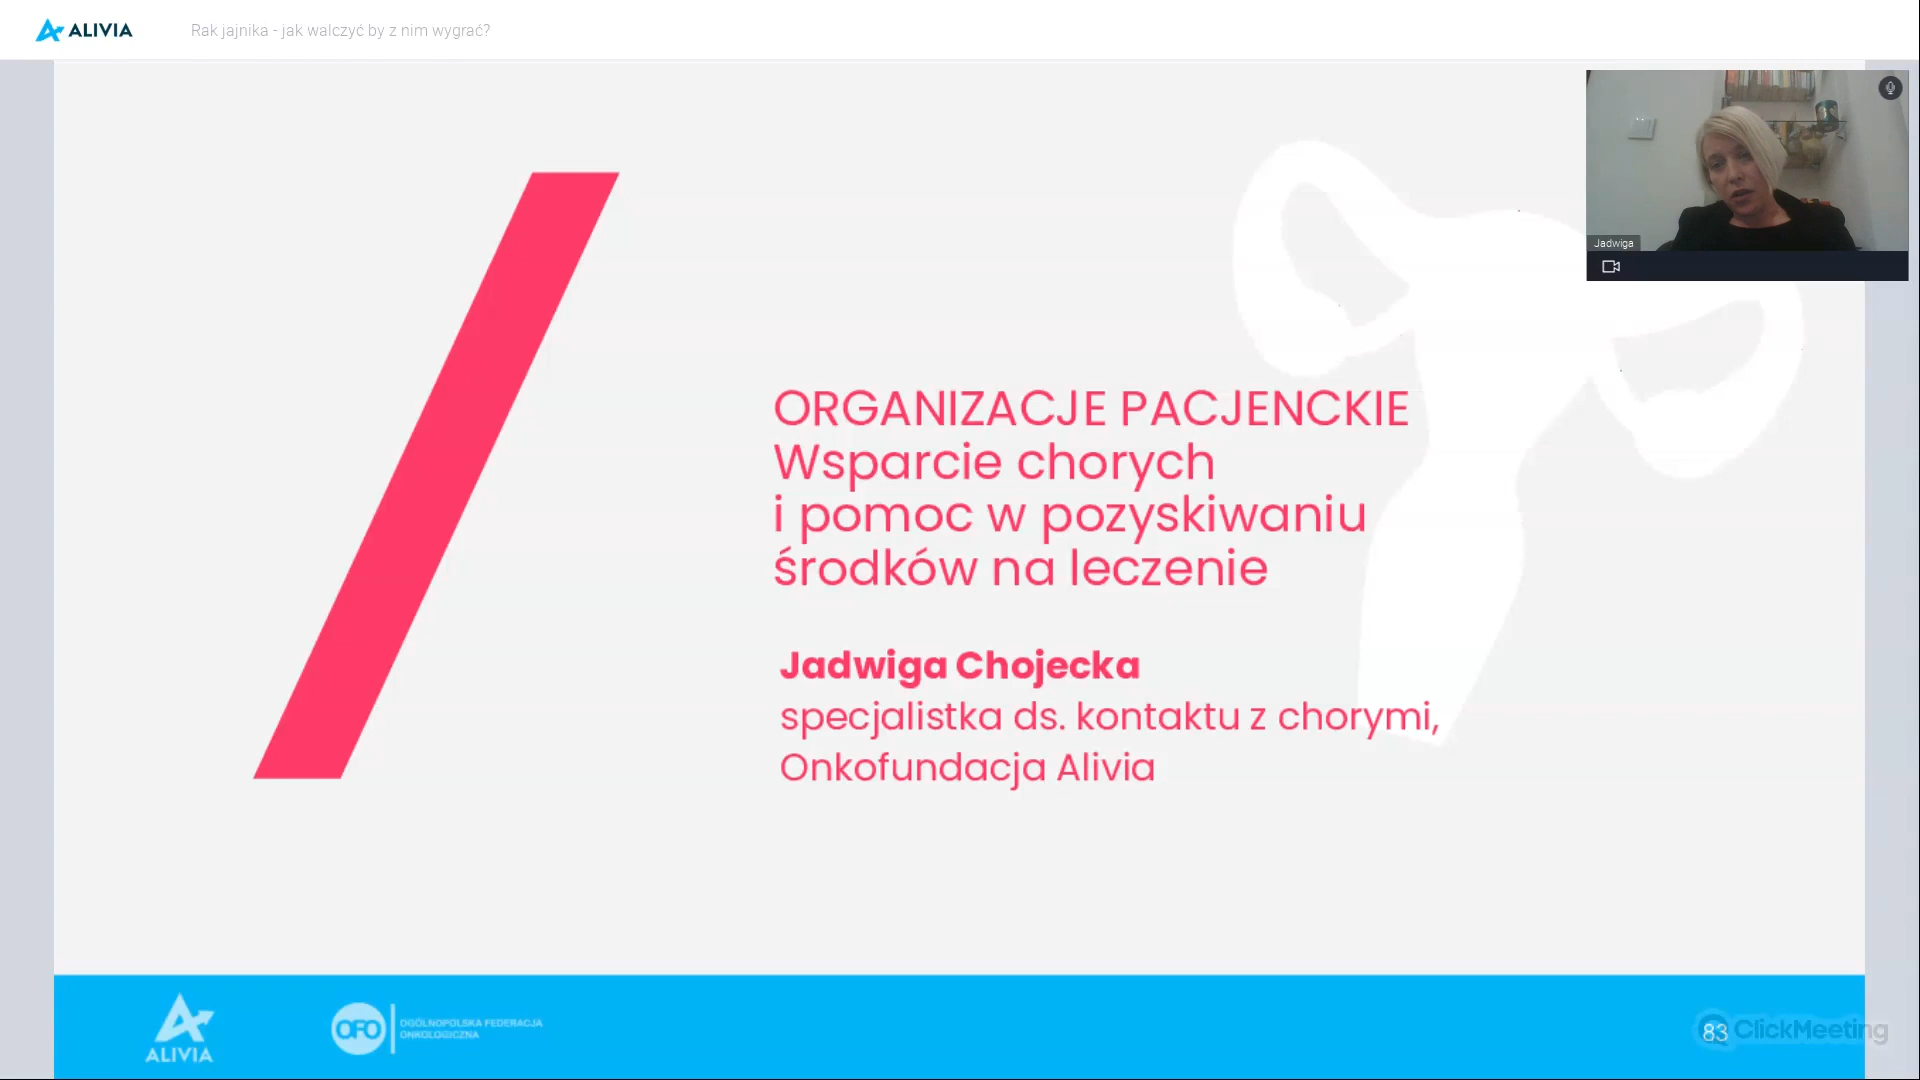 ALIVIA
Rak jajnika - jak walczyć by z nim wygrać?
Jadwiga
ORGANIZACJE PACJENCKIE
Wsparcie chorych
i pomoc w pozyskiwaniu
środków na leczenie
Jadwiga Chojecka
specjalistka ds. kontaktu z chorymi,
Onkofundacja Alivia
ALIVIA
OFO
OGÓLNOPOLSKA FEDERACJA
ONKOLOGICZNA
83
ClickMeeting